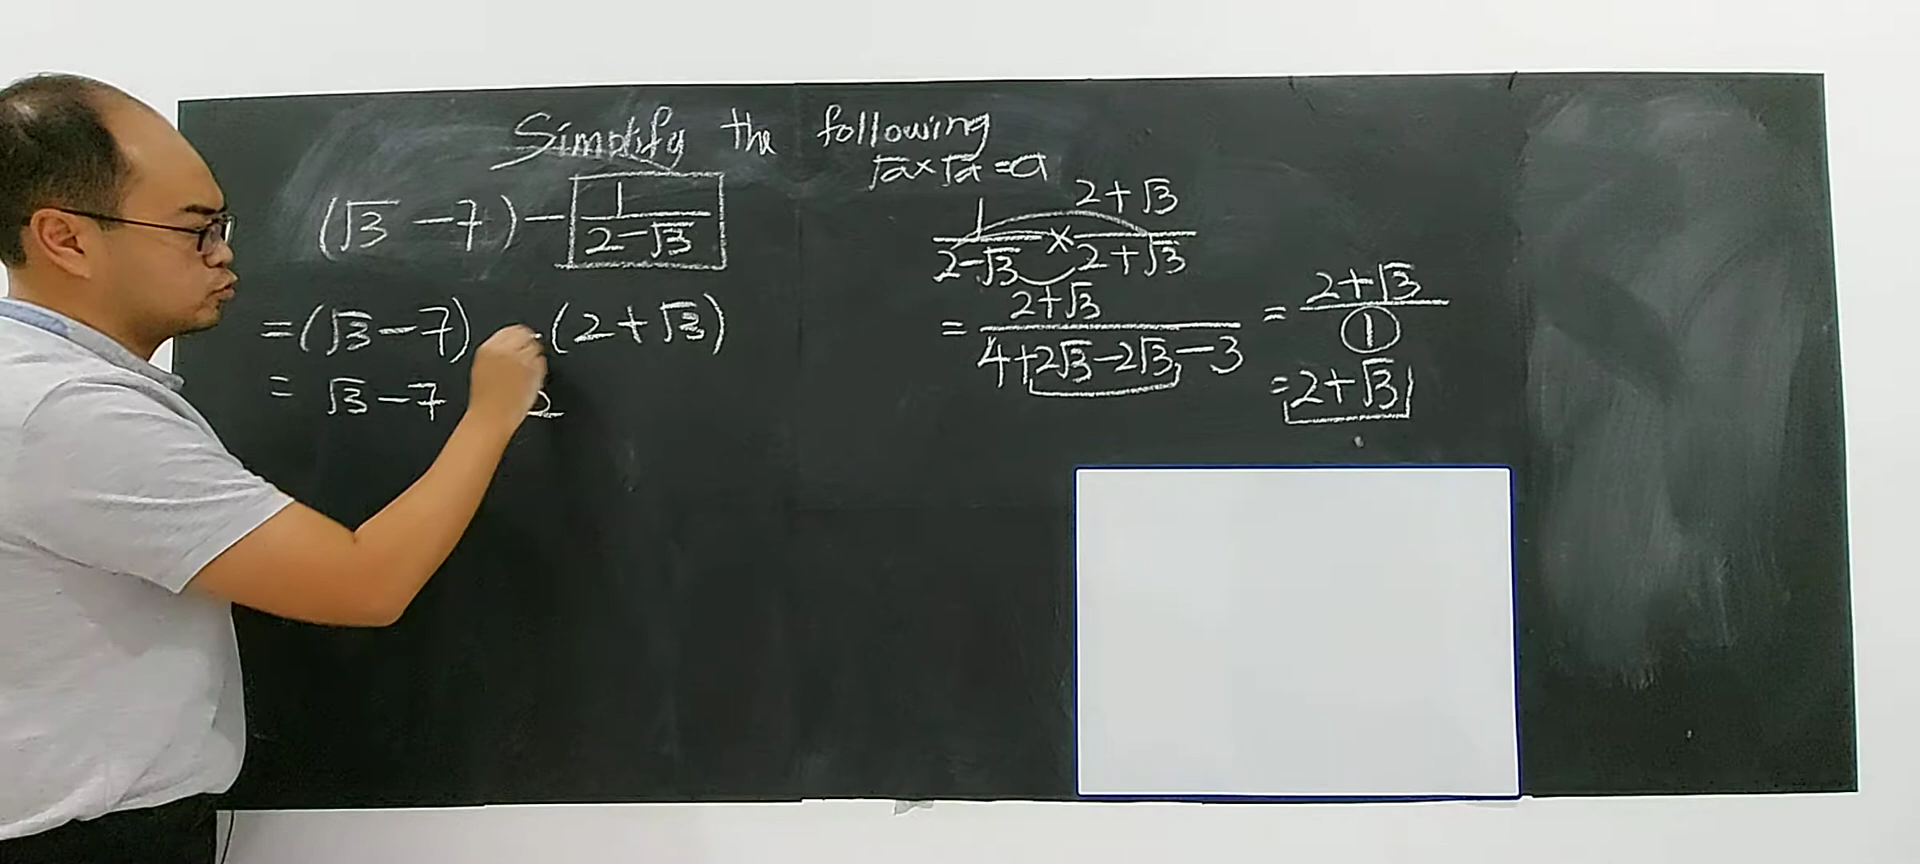 Simplify the following
√a×√a=a
(√3 -7)-1/(2-√3)
=(√3-7) -(2+√3)
= √3-7 2
1/(2-√3) × (2+√3)/(2+√3)
= (2+√3)/(4+2√3-2√3-3)
= (2+√3)/1
=2+√3